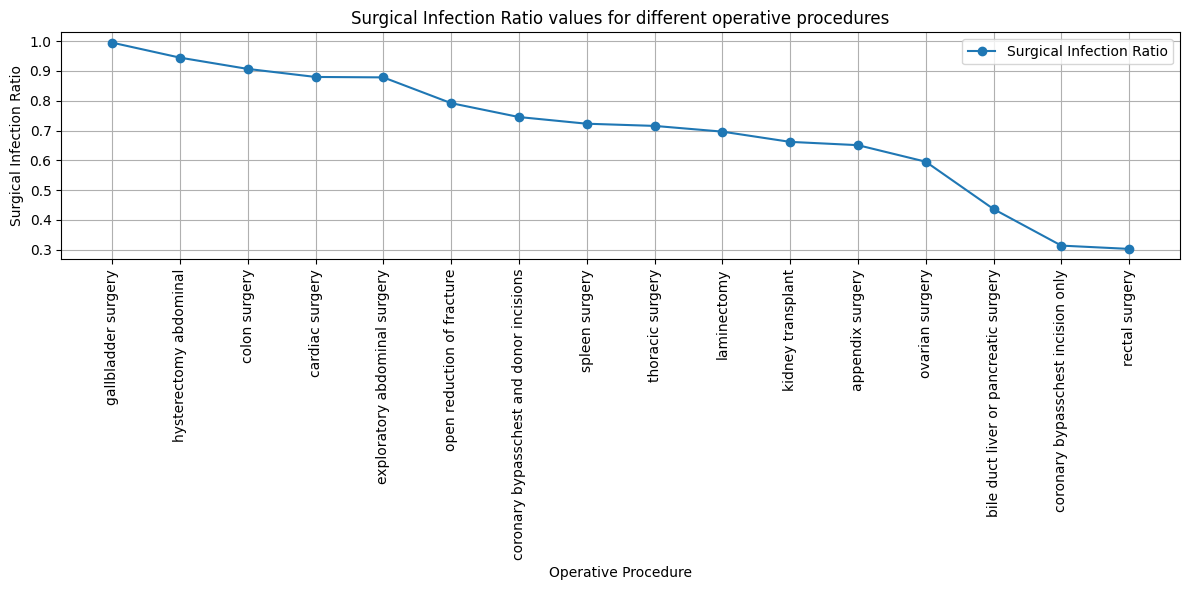 Surgical Infection Ratio values for different operative procedures
Surgical Infection Ratio
1.0
0.9
0.8
0.7
0.6
0.5
0.4
0.3
Surgical Infection Ratio
gallbladder surgery
hysterectomy abdominal
colon surgery
cardiac surgery
exploratory abdominal surgery
open reduction of fracture
coronary bypasschest and donor incisions
spleen surgery
thoracic surgery
laminectomy
kidney transplant
appendix surgery
ovarian surgery
bile duct liver or pancreatic surgery
coronary bypasschest incision only
rectal surgery
Operative Procedure